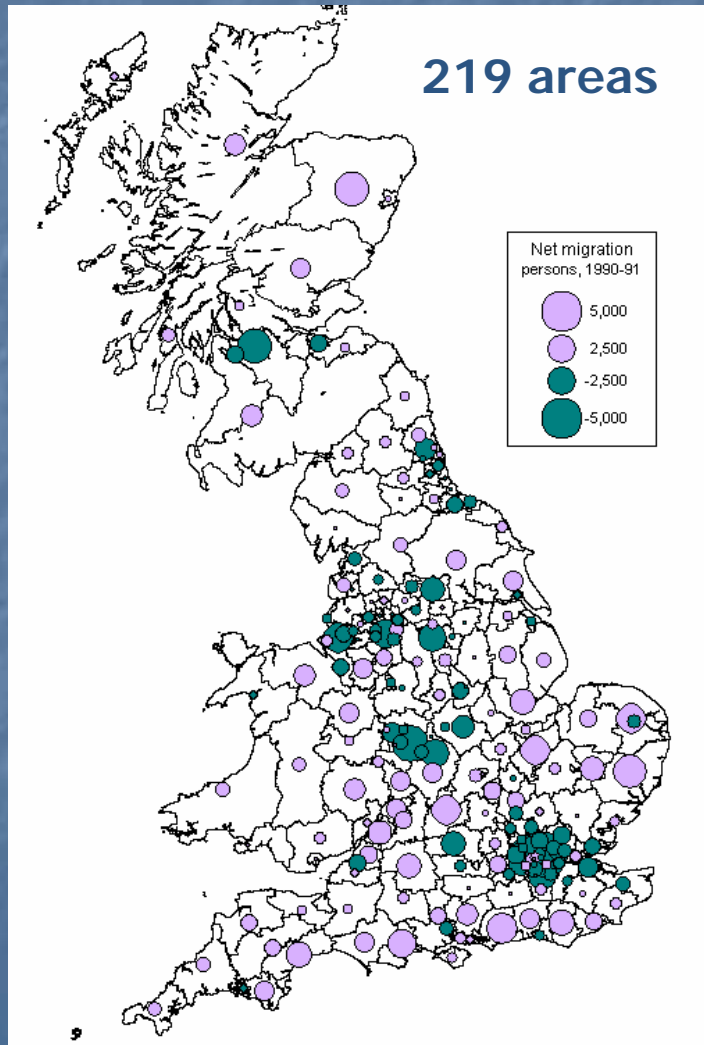 219 areas
Net migration
persons, 1990-91
5,000
2,500
-2,500
-5,000